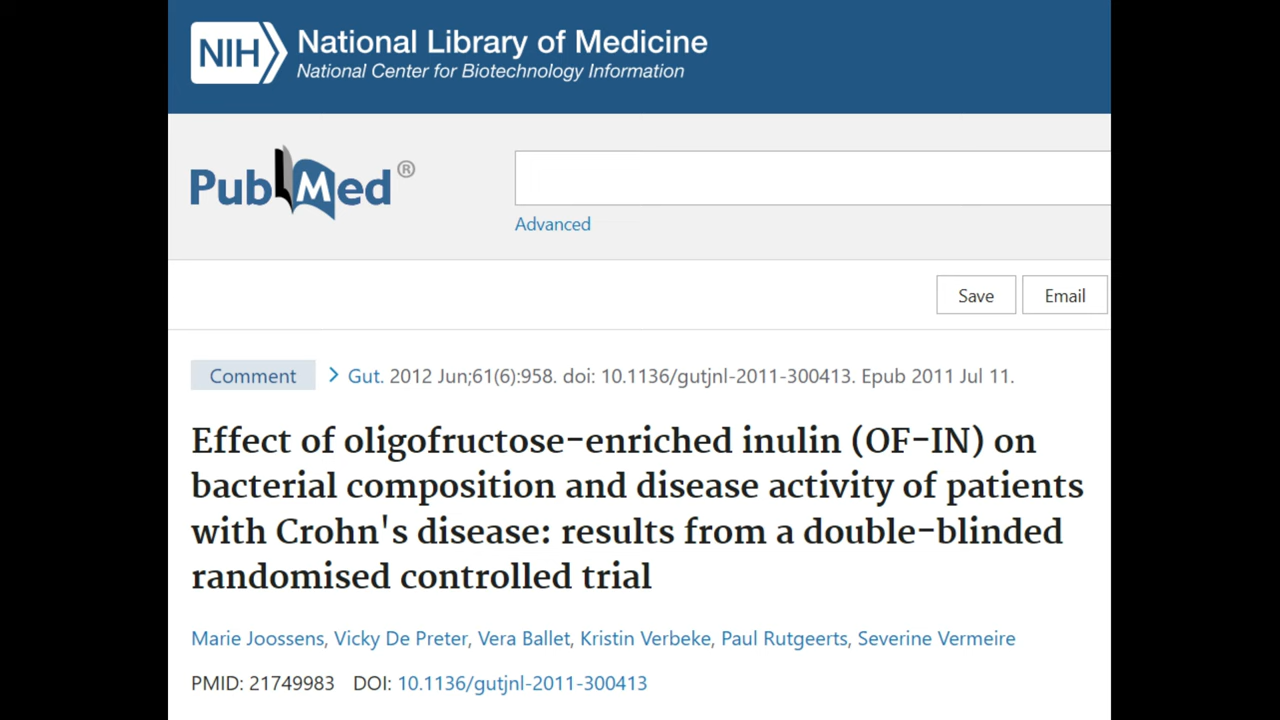 NIH National Library of Medicine
National Center for Biotechnology Information
PubMed®
Advanced
Save Email
Comment > Gut. 2012 Jun;61(6):958. doi: 10.1136/gutjnl-2011-300413. Epub 2011 Jul 11.
Effect of oligofructose-enriched inulin (OF-IN) on
bacterial composition and disease activity of patients
with Crohn's disease: results from a double-blinded
randomised controlled trial
Marie Joossens, Vicky De Preter, Vera Ballet, Kristin Verbeke, Paul Rutgeerts, Severine Vermeire
PMID: 21749983 DOI: 10.1136/gutjnl-2011-300413